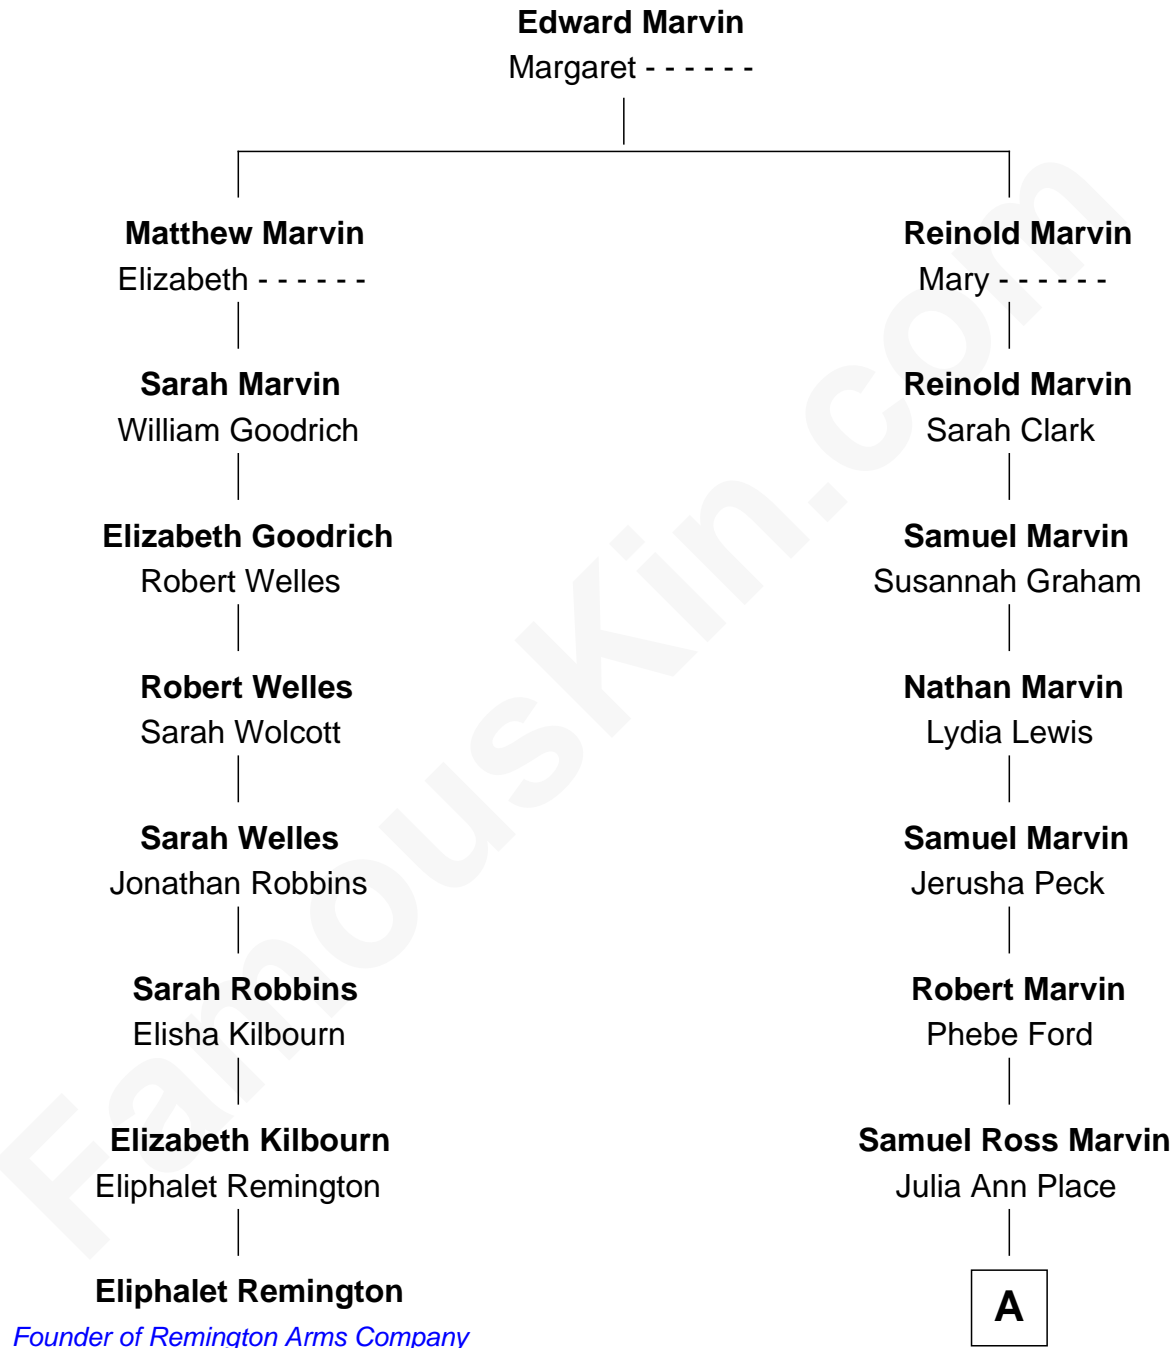 Edward Marvin
Margaret - - - - - -
Matthew Marvin
Elizabeth - - - - - -
Reinold Marvin
Mary - - - - - -
Sarah Marvin
William Goodrich
Reinold Marvin
Sarah Clark
Elizabeth Goodrich
Robert Welles
Samuel Marvin
Susannah Graham
Robert Welles
Sarah Wolcott
Nathan Marvin
Lydia Lewis
Sarah Welles
Jonathan Robbins
Samuel Marvin
Jerusha Peck
Sarah Robbins
Elisha Kilbourn
Robert Marvin
Phebe Ford
Elizabeth Kilbourn
Eliphalet Remington
Samuel Ross Marvin
Julia Ann Place
Eliphalet Remington
Founder of Remington Arms Company
A
FamousKin.com